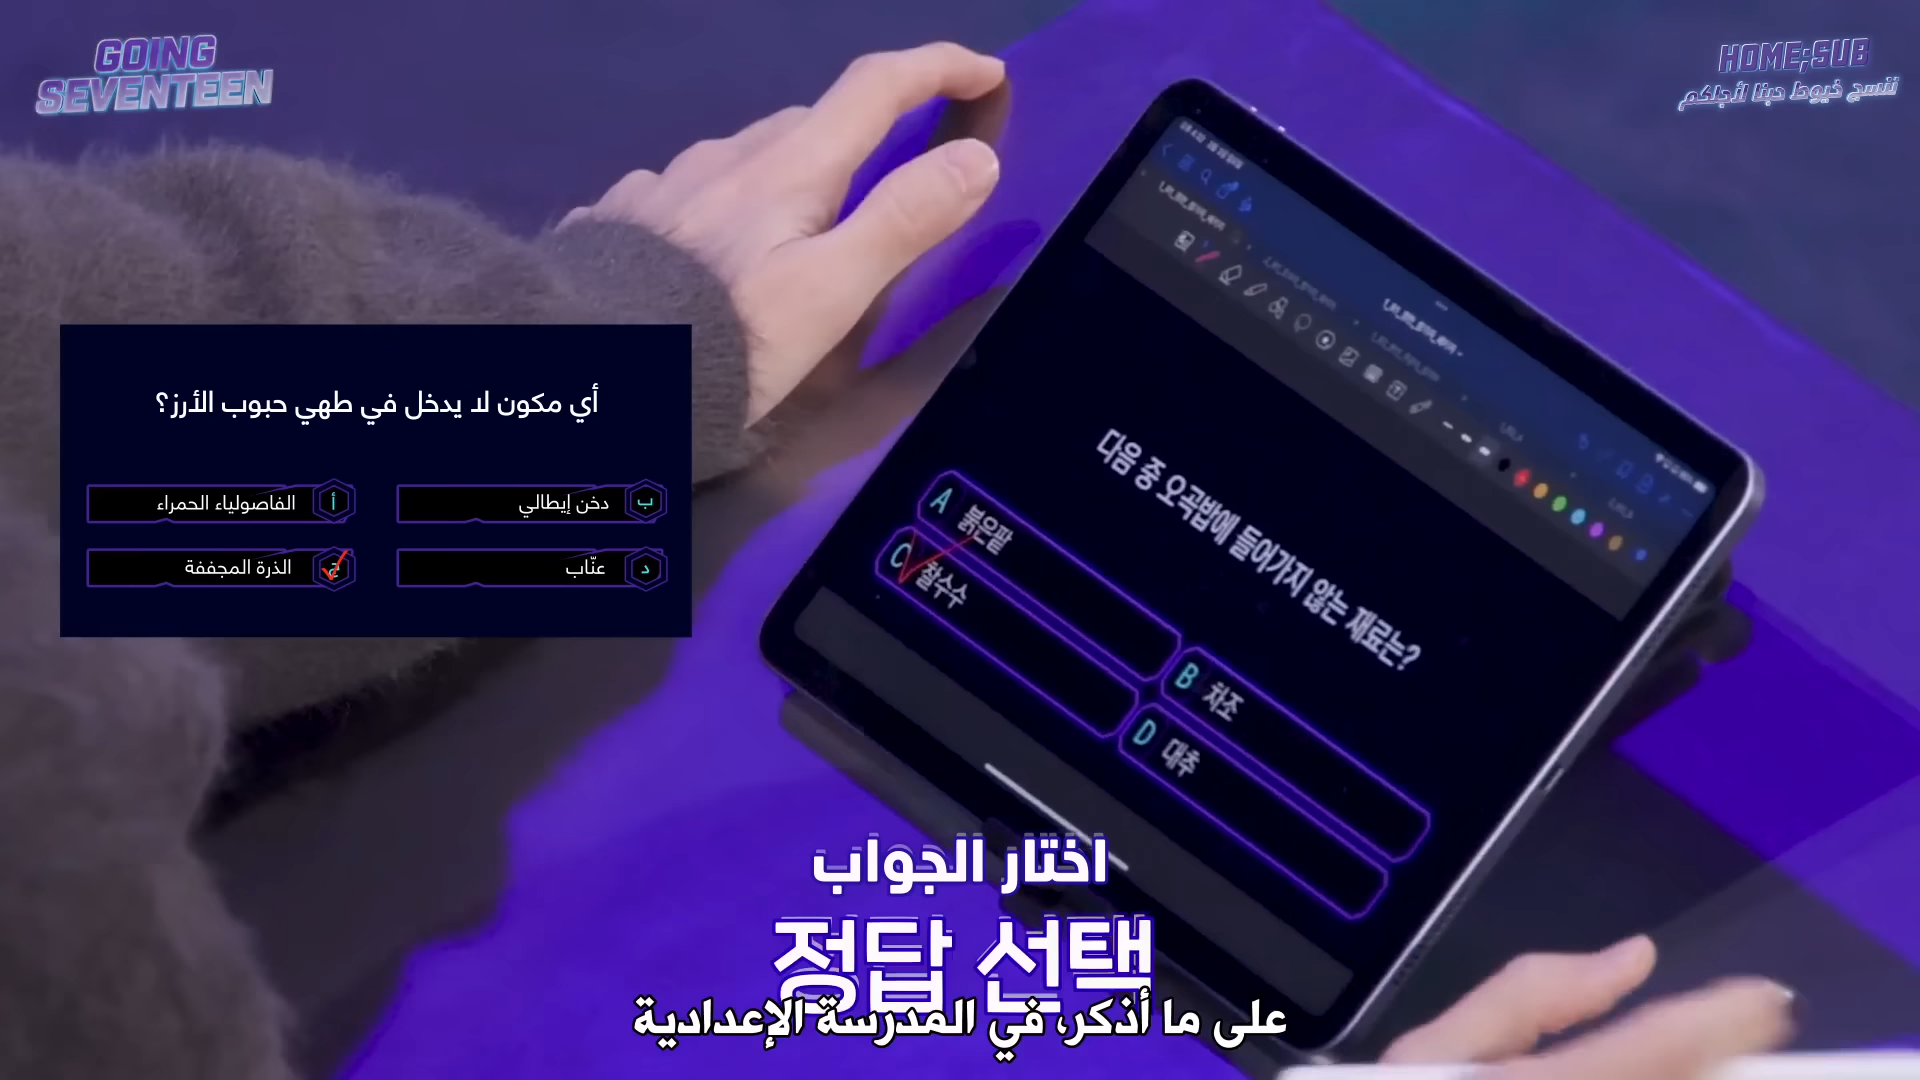 GOING
SEVENTEEN
HOME;SUB
ننسج خيوط حبنا لأجلكم
أي مكون لا يدخل في طهي حبوب الأرز؟
أ الفاصولياء الحمراء
ب دخن إيطالي
ج الذرة المجففة
د عنّاب
다음 중 오곡밥에 들어가지 않는 재료는?
A 붉은팥
B 차조
C 찰수수
D 대추
اختار الجواب
정답 선택
على ما أذكر، في المدرسة الإعدادية